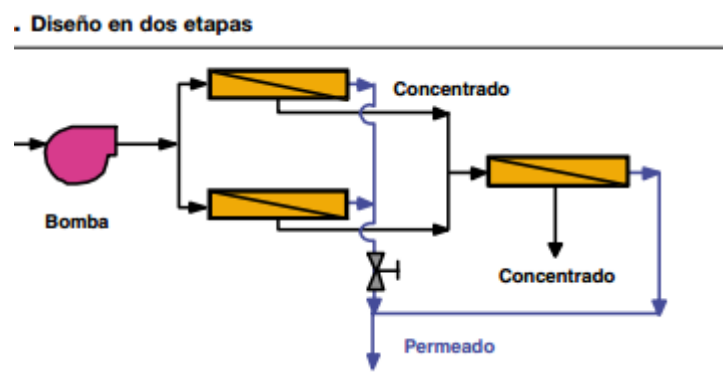 . Diseño en dos etapas
Concentrado
Bomba
Concentrado
Permeado